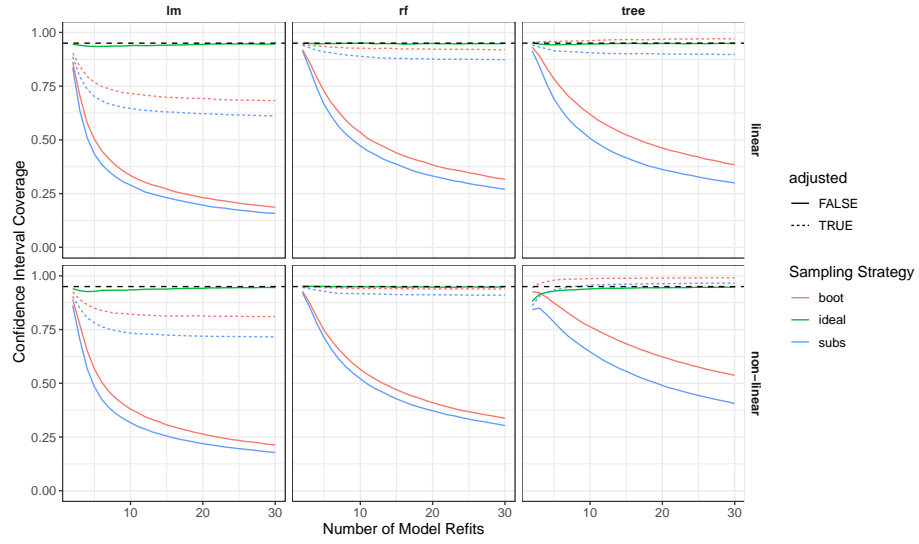 lm
rf
tree
1.00
0.75
0.50
0.25
0.00
linear
1.00
0.75
0.50
0.25
0.00
non−linear
Confidence Interval Coverage
10
20
30
10
20
30
10
20
30
Number of Model Refits
adjusted
FALSE
TRUE
Sampling Strategy
boot
ideal
subs